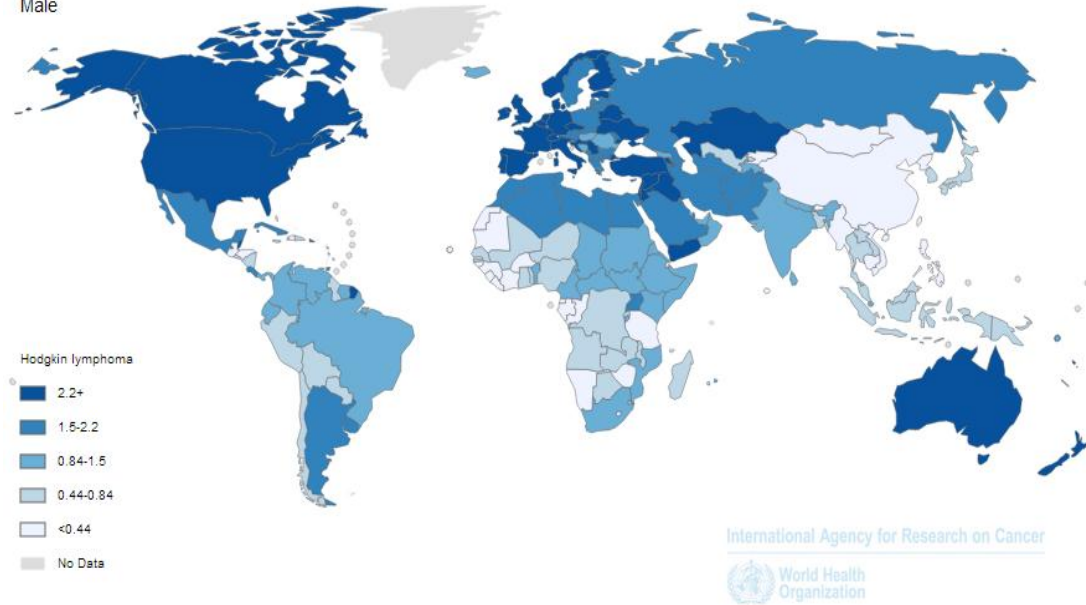 Male
Hodgkin lymphoma
2.2+
1.5-2.2
0.84-1.5
0.44-0.84
<0.44
No Data
International Agency for Research on Cancer
World Health
Organization